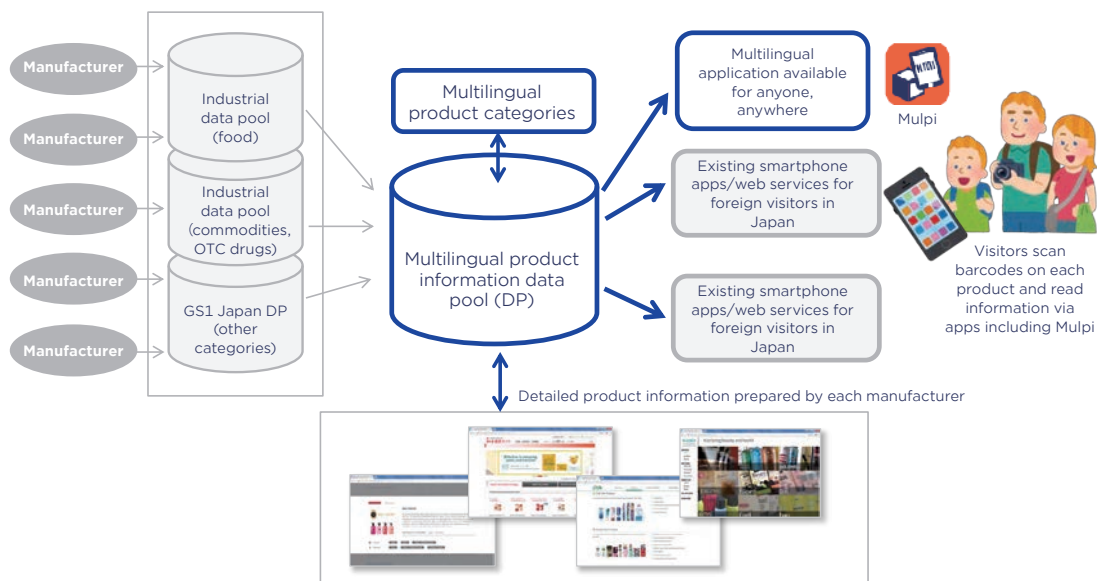 Manufacturer
Manufacturer
Manufacturer
Manufacturer
Manufacturer
Industrial
data pool
(food)
Industrial
data pool
(commodities,
OTC drugs)
GS1 Japan DP
(other
categories)
Multilingual
product categories
Multilingual product
information data
pool (DP)
Multilingual
application available
for anyone,
anywhere
Mulpi
Existing smartphone
apps/web services for
foreign visitors in
Japan
Existing smartphone
apps/web services for
foreign visitors in
Japan
Visitors scan
barcodes on each
product and read
information via
apps including Mulpi
Detailed product information prepared by each manufacturer